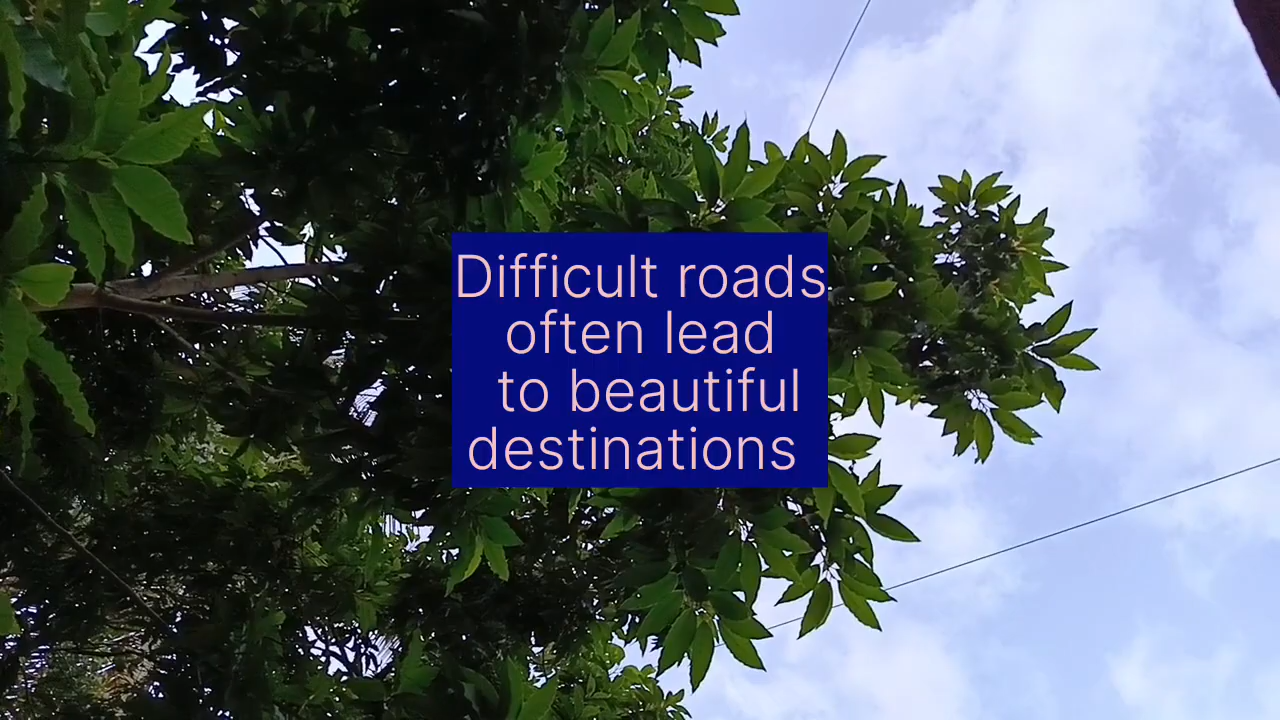 Difficult roads
often lead
to beautiful
destinations